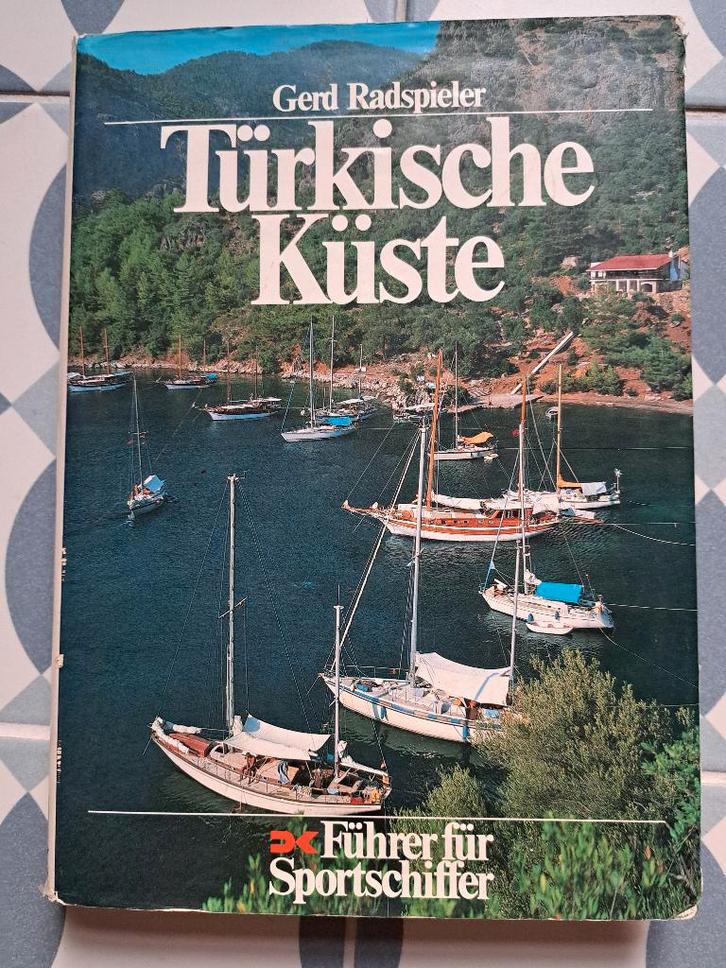 Gerd Radspieler
Türkische
Küste
Führer für
Sportschiffer